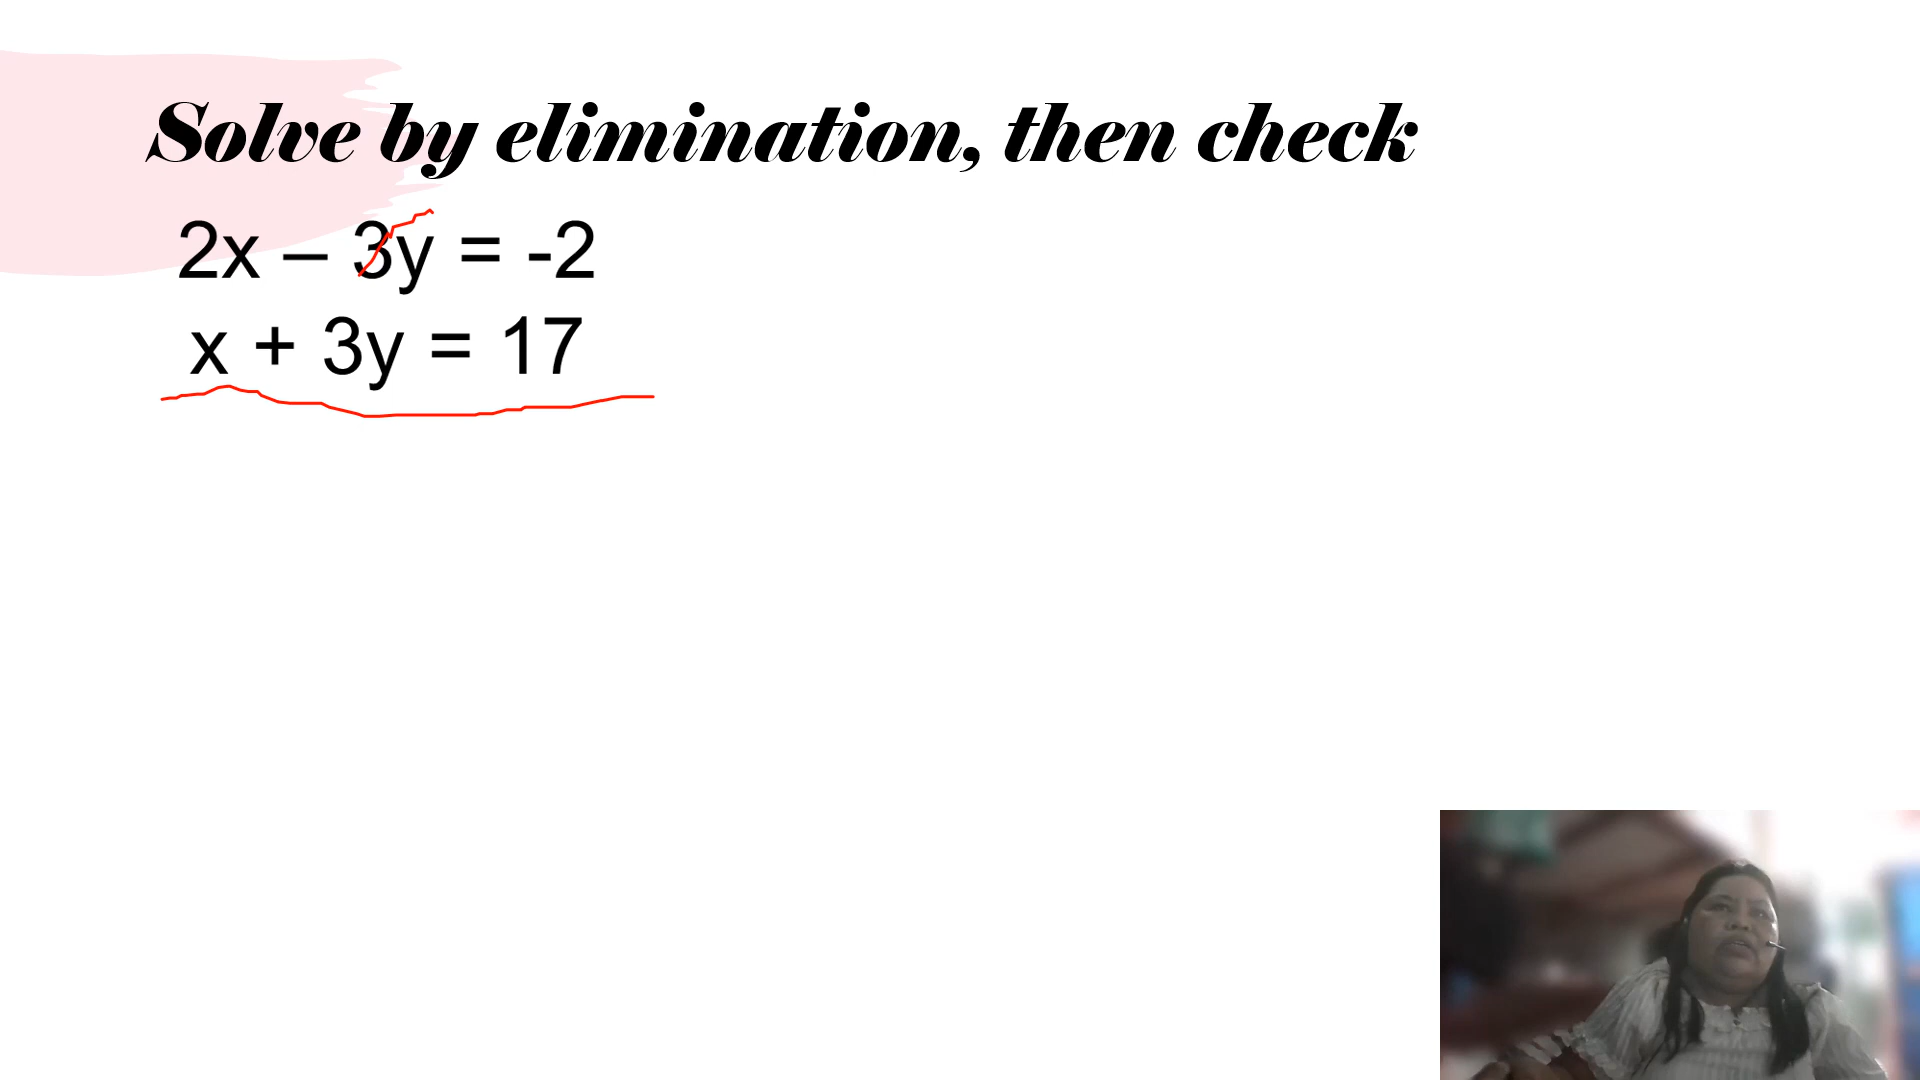 Solve by elimination, then check
2x – 3y = -2
x + 3y = 17